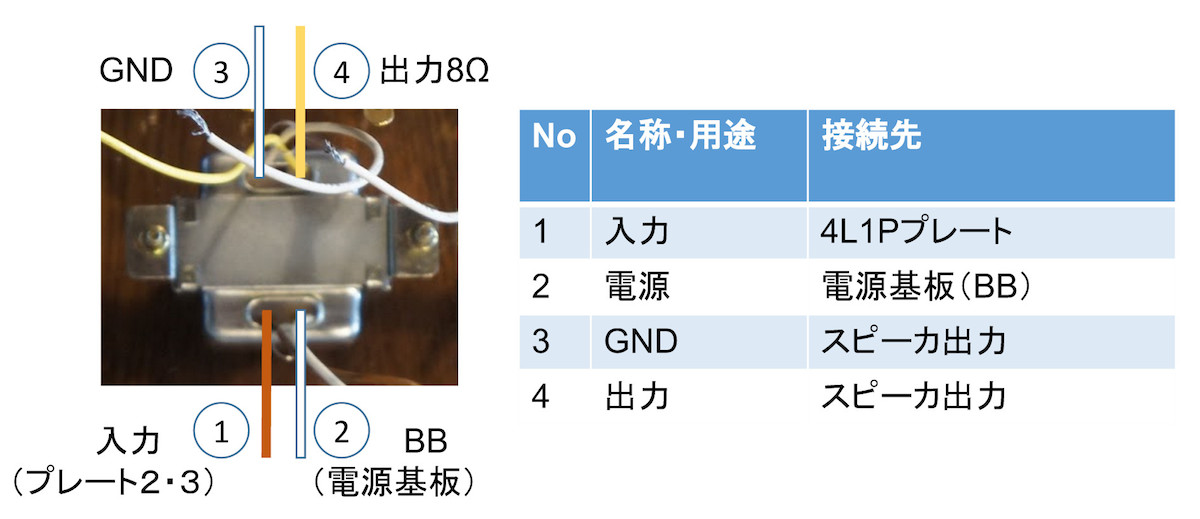 GND ③ ④ 出力8Ω
入力 ① ② BB
（プレート２・３） （電源基板）
No 名称・用途 接続先
1 入力 4L1Pプレート
2 電源 電源基板（BB）
3 GND スピーカ出力
4 出力 スピーカ出力